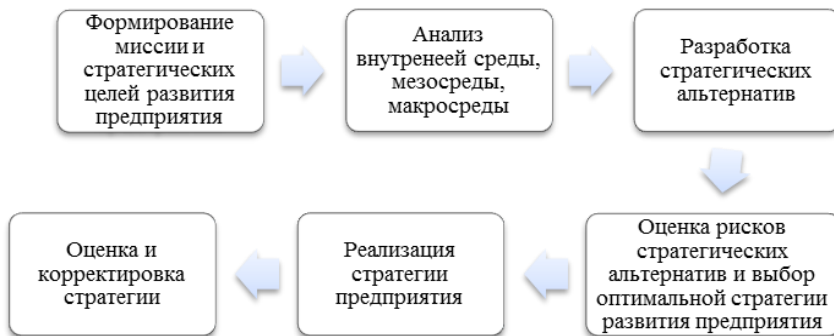 Формирование
миссии и
стратегических
целей развития
предприятия
Анализ
внутренеей среды,
мезосреды,
макросреды
Разработка
стратегических
альтернатив
Оценка рисков
стратегических
альтернатив и выбор
оптимальной стратегии
развития предприятия
Реализация
стратегии
предприятия
Оценка и
корректировка
стратегии